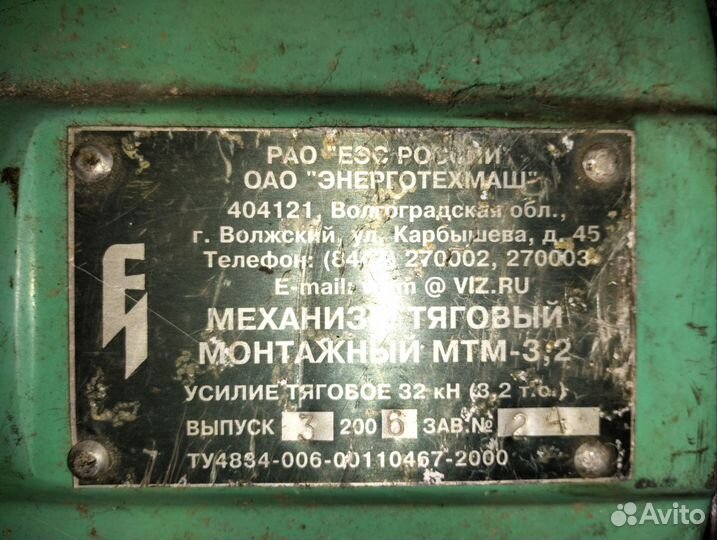 РАО "ЕЭС РОССИИ"
ОАО "ЭНЕРГОТЕХМАШ"
404121, Волгоградская обл.,
г. Волжский, ул. Карбышева, д. 45
Телефон: 270002, 270003
E-mail: @ VIZ.RU
МЕХАНИЗМ ТЯГОВЫЙ
МОНТАЖНЫЙ МТМ-3,2
УСИЛИЕ ТЯГОВОЕ 32 кН (3,2 т.с.)
ВЫПУСК 3 2006 ЗАВ.№ 24
ТУ4834-006-00110467-2000
Avito